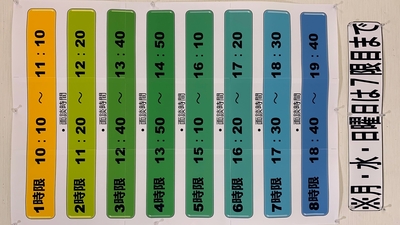 1時限 10:10 ～ 11:10
・面談時間
2時限 11:20 ～ 12:20
・面談時間
3時限 12:40 ～ 13:40
・面談時間
4時限 13:50 ～ 14:50
・面談時間
5時限 15:10 ～ 16:10
・面談時間
6時限 16:20 ～ 17:20
・面談時間
7時限 17:30 ～ 18:30
・面談時間
8時限 18:40 ～ 19:40
※月・水・日曜日は7限目まで